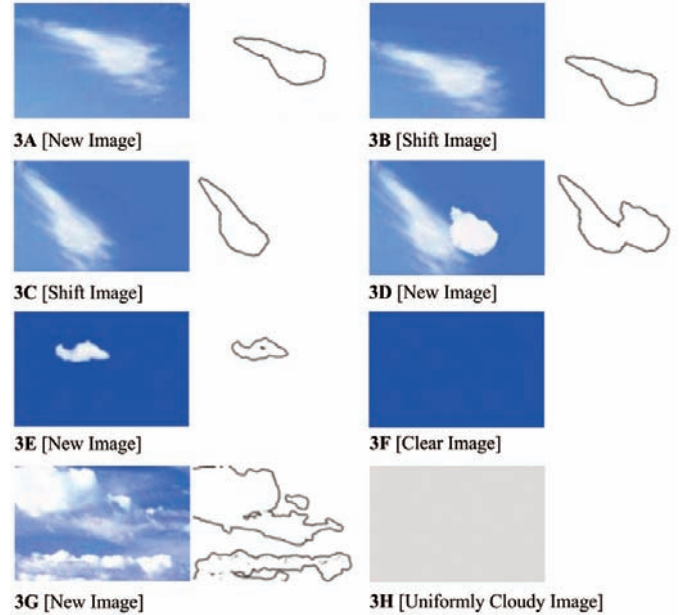 3A [New Image]
3B [Shift Image]
3C [Shift Image]
3D [New Image]
3E [New Image]
3F [Clear Image]
3G [New Image]
3H [Uniformly Cloudy Image]